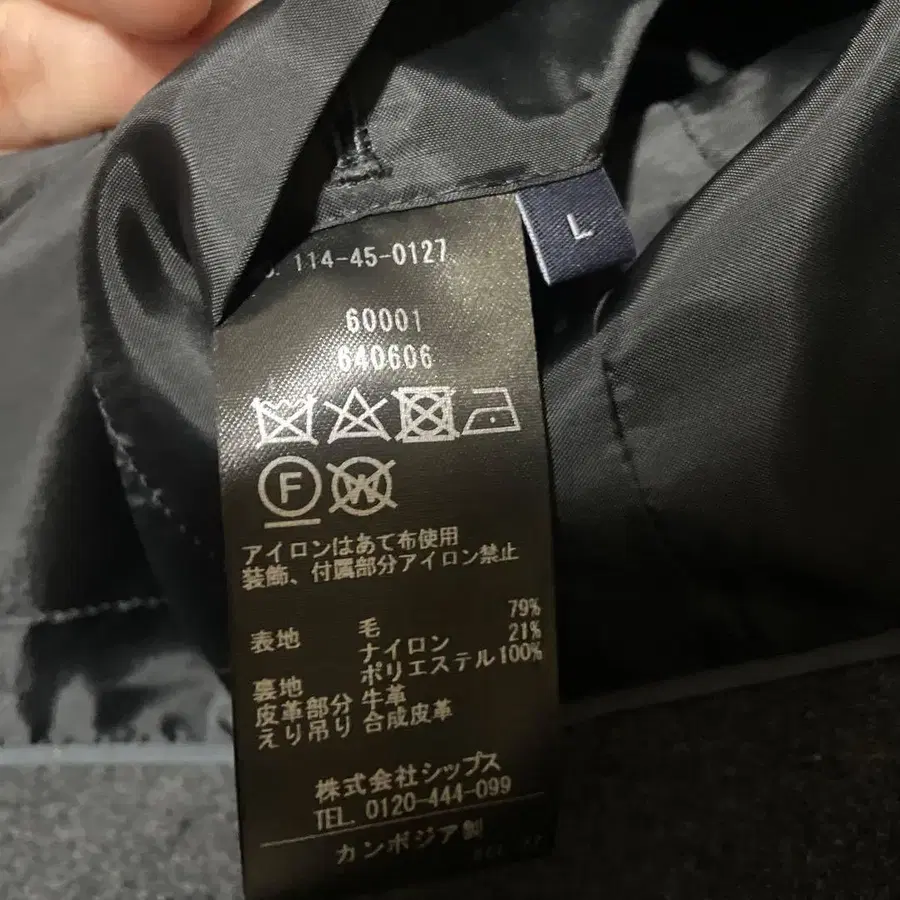 L
114-45-0127
60001
640606
F
W
アイロンはあて布使用
装飾、付属部分アイロン禁止
表地 毛 79%
ナイロン 21%
裏地 ポリエステル 100%
皮革部分 牛革
えり吊り 合成皮革
株式会社シップス
TEL. 0120-444-099
カンボジア製